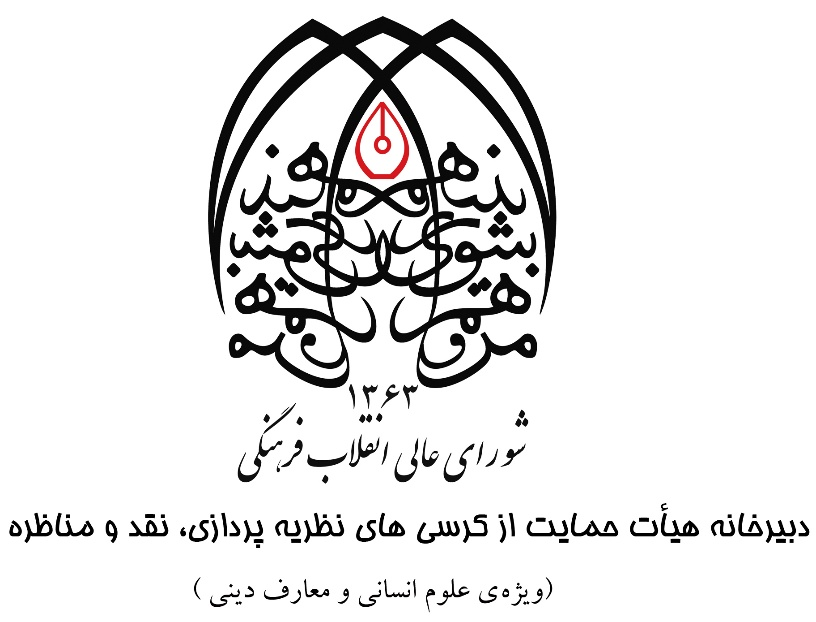 ۱۳۶۳
شورای عالی انقلاب فرهنگی
دبیرخانه هیأت حمایت از کرسی های نظریه پردازی، نقد و مناظره
(ویژه‌ی علوم انسانی و معارف دینی )